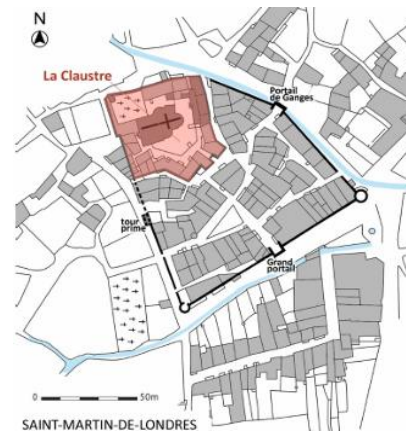 N
La Claustre
Portail
de Ganges
tour
prime
Grand
portail
0 50m
SAINT-MARTIN-DE-LONDRES